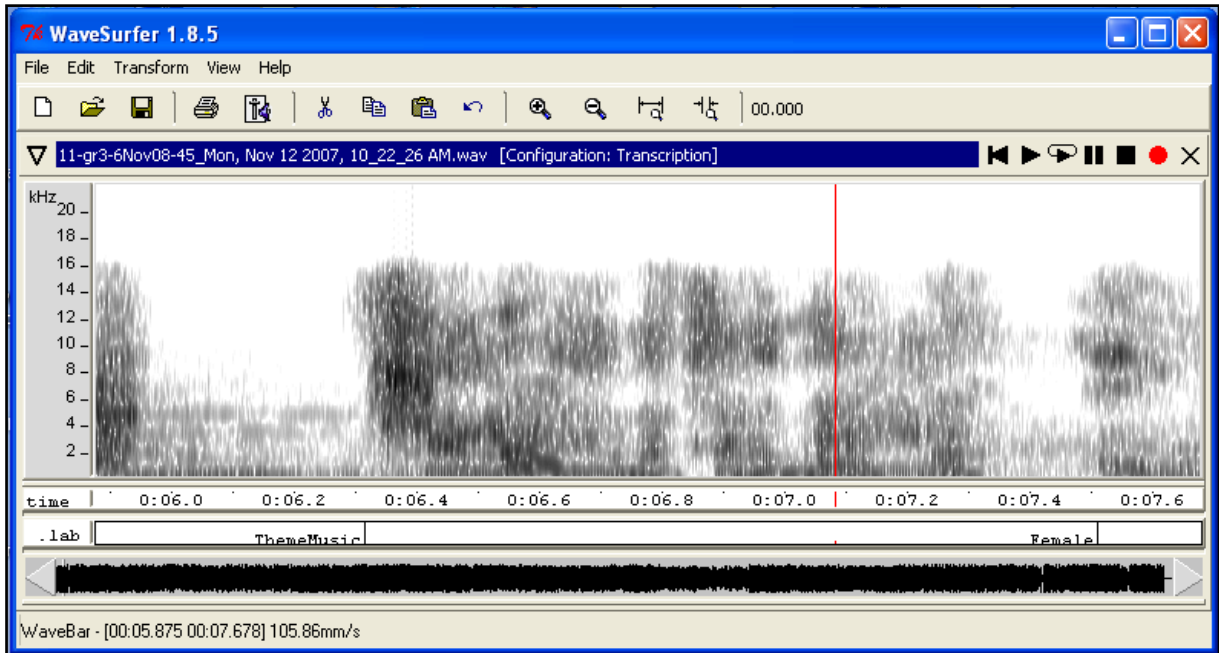 WaveSurfer 1.8.5
File Edit Transform View Help
00.000
11-gr3-6Nov08-45_Mon, Nov 12 2007, 10_22_26 AM.wav [Configuration: Transcription]
kHz
20
18
16
14
12
10
8
6
4
2
time 0:06.0 0:06.2 0:06.4 0:06.6 0:06.8 0:07.0 0:07.2 0:07.4 0:07.6
.lab ThemeMusic Female
WaveBar - [00:05.875 00:07.678] 105.86mm/s